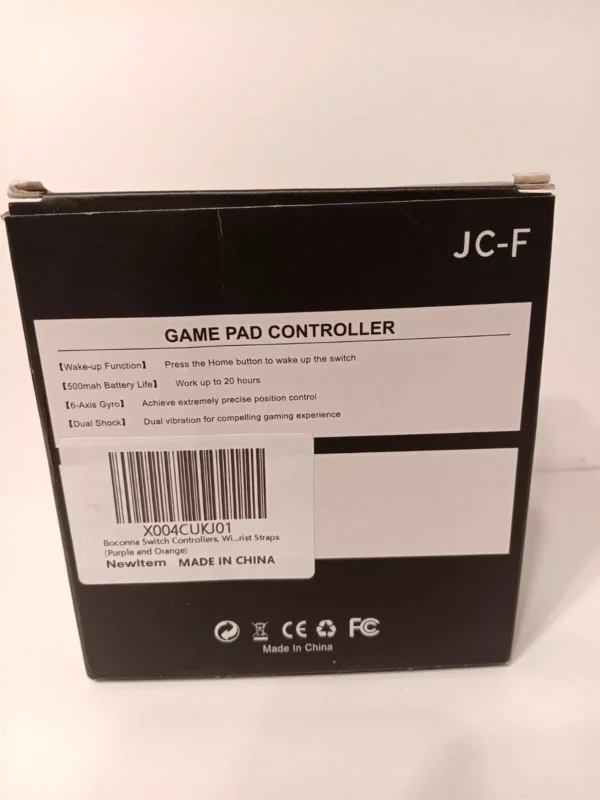 JC-F
GAME PAD CONTROLLER
【Wake-up Function】 Press the Home button to wake up the switch
【500mah Battery Life】 Work up to 20 hours
【6-Axis Gyro】 Achieve extremely precise position control
【Dual Shock】 Dual vibration for compelling gaming experience
X004CUKJ01
Boconna Switch Controllers, Wi...rist Straps
(Purple and Orange)
NewItem MADE IN CHINA
CE FC
Made In China